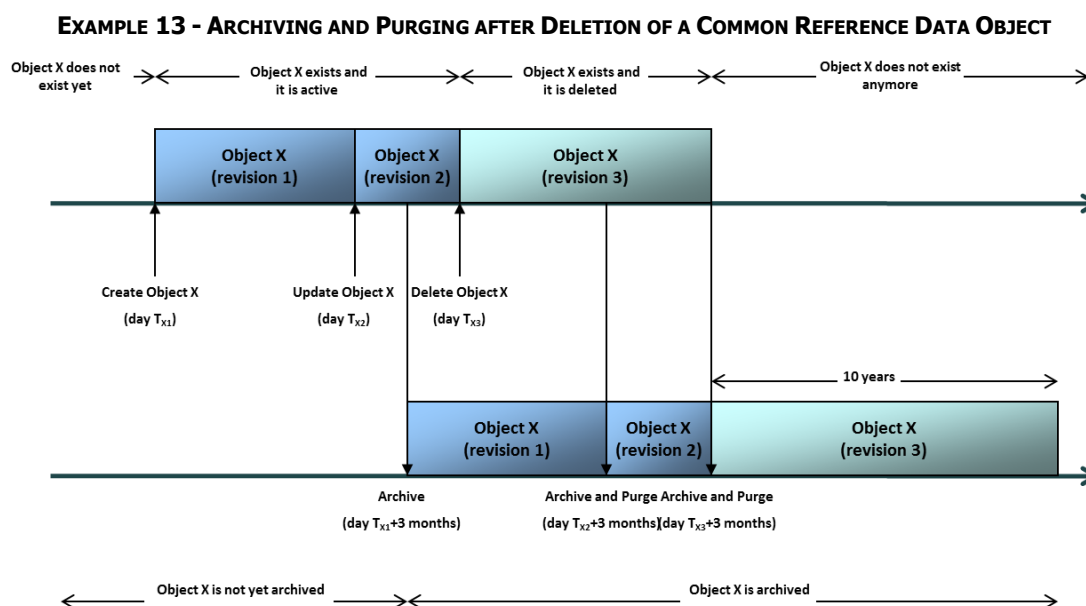 EXAMPLE 13 - ARCHIVING AND PURGING AFTER DELETION OF A COMMON REFERENCE DATA OBJECT
Object X does not
exist yet
Object X exists and
it is active
Object X exists and
it is deleted
Object X does not exist
anymore
Object X
(revision 1)
Object X
(revision 2)
Object X
(revision 3)
Create Object X
(day TX1)
Update Object X
(day TX2)
Delete Object X
(day TX3)
10 years
Object X
(revision 1)
Object X
(revision 2)
Object X
(revision 3)
Archive
(day TX1+3 months)
Archive and Purge
(day TX2+3 months)
Archive and Purge
(day TX3+3 months)
Object X is not yet archived
Object X is archived